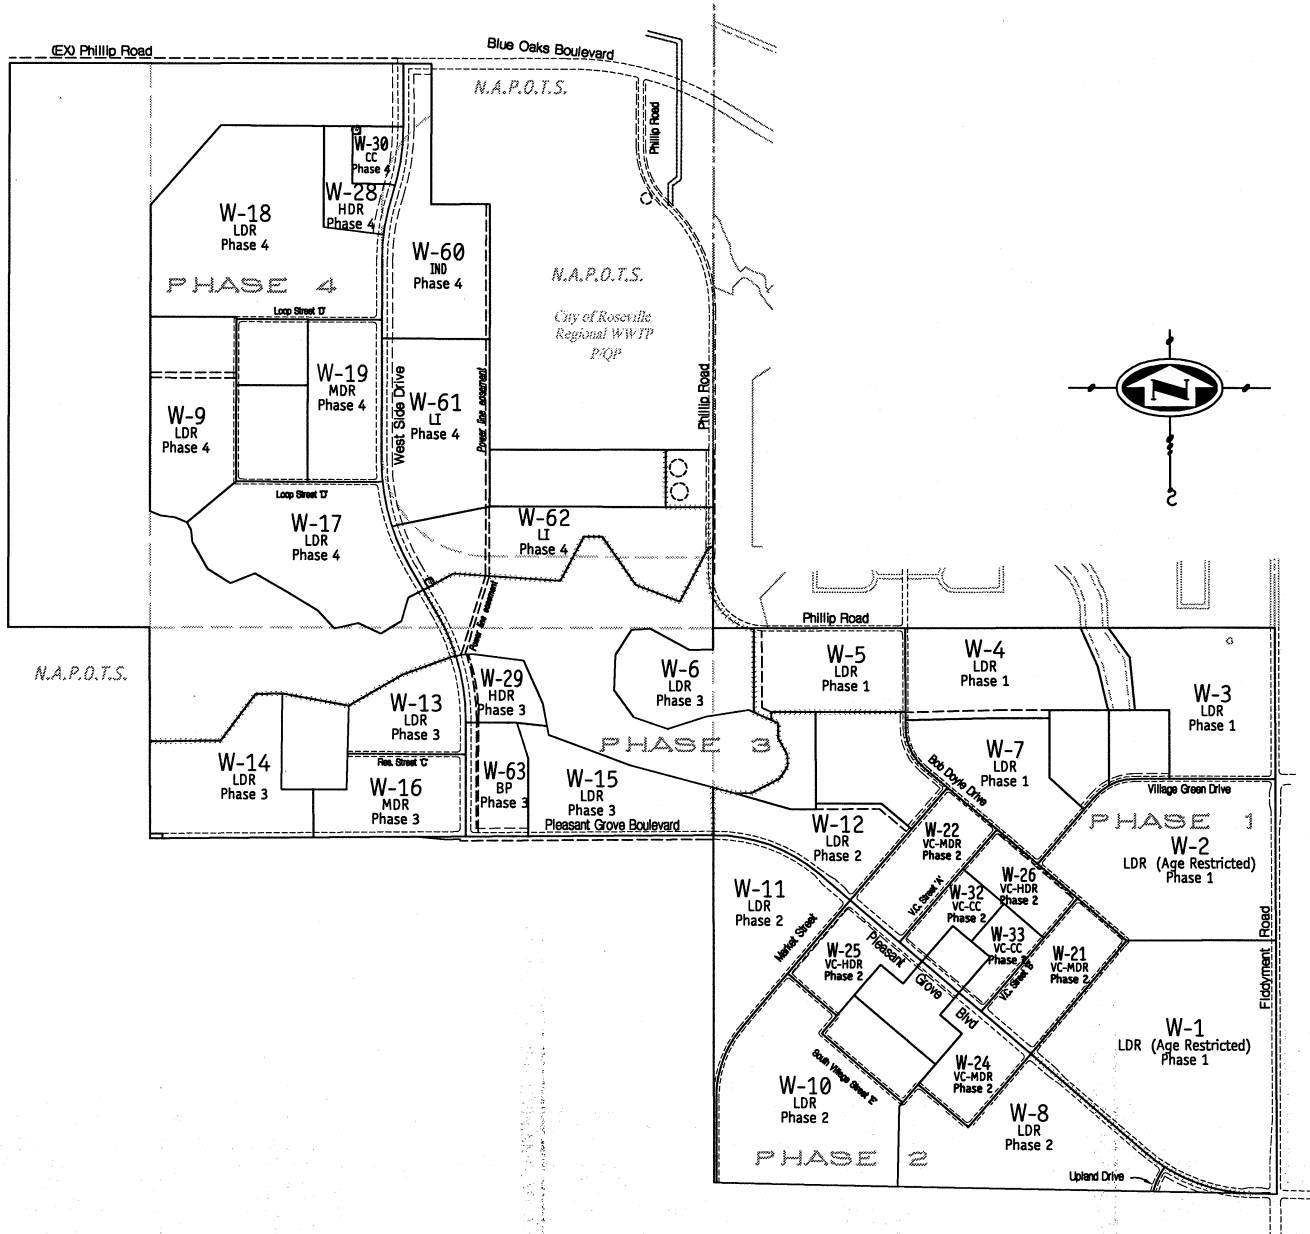 (EX) Phillip Road
Blue Oaks Boulevard
N.A.P.O.T.S.
Phillip Road
W-30
CC
Phase 4
W-28
HDR
Phase 4
W-18
LDR
Phase 4
W-60
IND
Phase 4
PHASE 4
N.A.P.O.T.S.
City of Roseville
Regional WWTP
P/QP
Loop Street 'D'
W-19
MDR
Phase 4
West Side Drive
W-61
LI
Phase 4
Power line easement
Phillip Road
N
S
W-9
LDR
Phase 4
Loop Street 'D'
W-17
LDR
Phase 4
W-62
LI
Phase 4
Power line easement
Phillip Road
N.A.P.O.T.S.
W-29
HDR
Phase 3
W-6
LDR
Phase 3
W-5
LDR
Phase 1
W-4
LDR
Phase 1
W-3
LDR
Phase 1
W-13
LDR
Phase 3
PHASE 3
W-14
LDR
Phase 3
Res. Street 'C'
W-16
MDR
Phase 3
W-63
BP
Phase 3
W-15
LDR
Phase 3
W-7
LDR
Phase 1
Bob Doyle Drive
Village Green Drive
Pleasant Grove Boulevard
PHASE 1
W-12
LDR
Phase 2
W-22
VC-MDR
Phase 2
W-2
LDR (Age Restricted)
Phase 1
W-26
VC-HDR
Phase 2
W-11
LDR
Phase 2
V.C. Street 'A'
W-32
VC-CC
Phase 2
Market Street
Pleasant Grove Blvd
W-33
VC-CC
Phase
W-21
VC-MDR
Phase 2
V.C. Street
Fiddyment Road
W-25
VC-HDR
Phase 2
W-1
LDR (Age Restricted)
Phase 1
South Village Street 'E'
W-24
VC-MDR
Phase 2
W-10
LDR
Phase 2
W-8
LDR
Phase 2
PHASE 2
Upland Drive